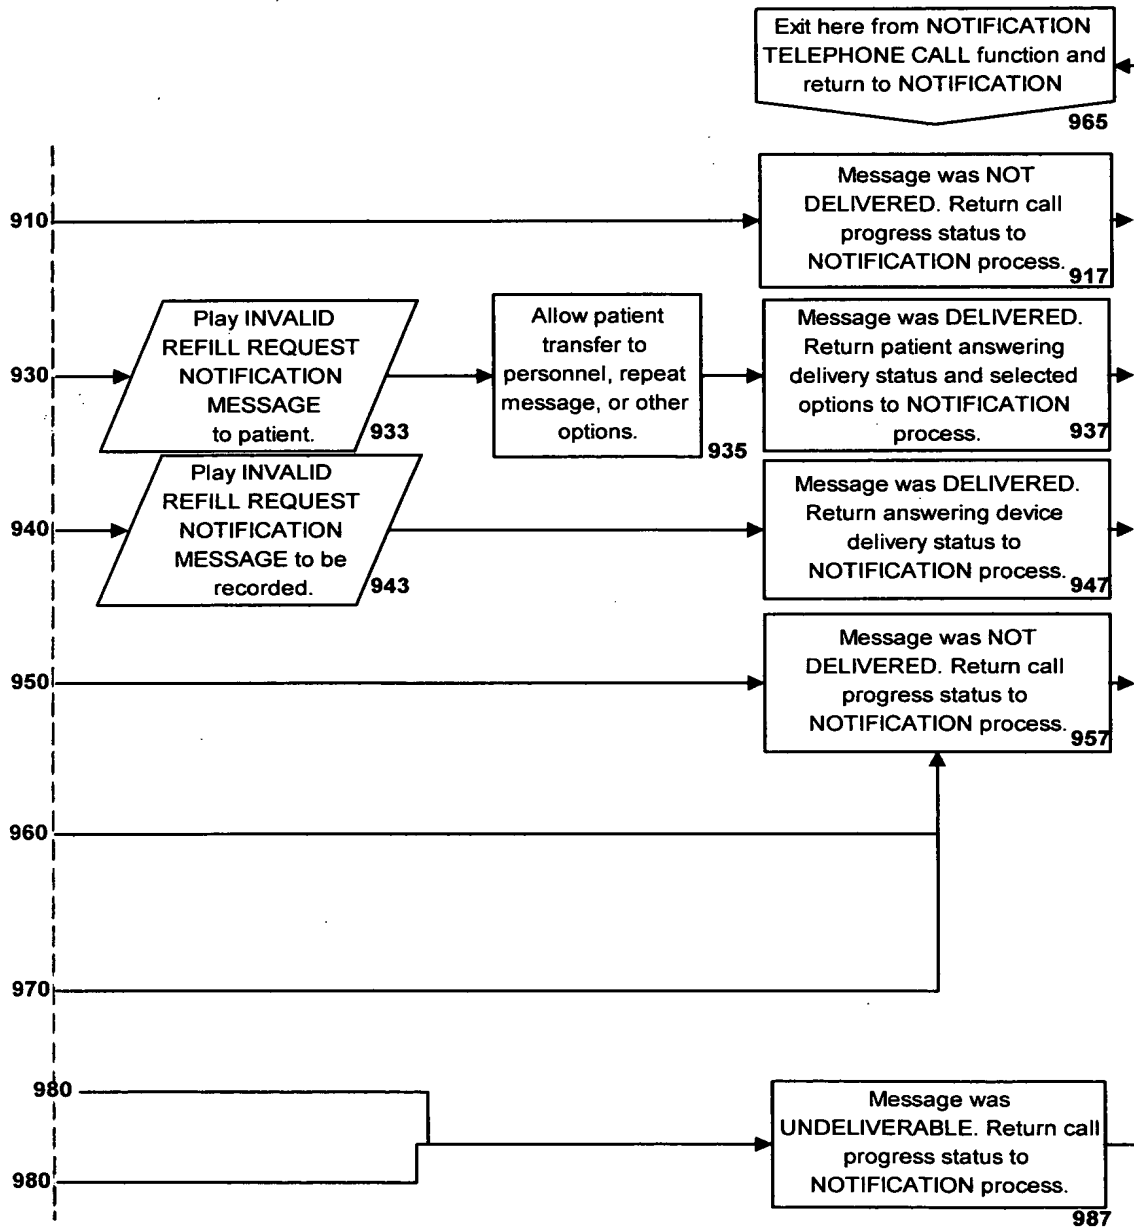 Exit here from NOTIFICATION
TELEPHONE CALL function and
return to NOTIFICATION
965
910
Message was NOT
DELIVERED. Return call
progress status to
NOTIFICATION process.
917
930
Play INVALID
REFILL REQUEST
NOTIFICATION
MESSAGE
to patient.
933
Allow patient
transfer to
personnel, repeat
message, or other
options.
935
Message was DELIVERED.
Return patient answering
delivery status and selected
options to NOTIFICATION
process.
937
940
Play INVALID
REFILL REQUEST
NOTIFICATION
MESSAGE to be
recorded.
943
Message was DELIVERED.
Return answering device
delivery status to
NOTIFICATION process.
947
950
Message was NOT
DELIVERED. Return call
progress status to
NOTIFICATION process.
957
960
970
980
980
Message was
UNDELIVERABLE. Return call
progress status to
NOTIFICATION process.
987